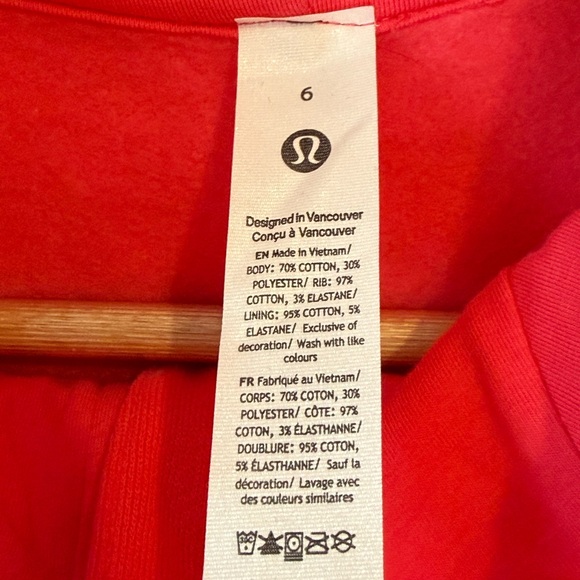 6
Designed in Vancouver
Conçu à Vancouver
EN Made in Vietnam/
BODY: 70% COTTON, 30%
POLYESTER/ RIB: 97%
COTTON, 3% ELASTANE/
LINING: 95% COTTON, 5%
ELASTANE/ Exclusive of
decoration/ Wash with like
colours
FR Fabriqué au Vietnam/
CORPS: 70% COTON, 30%
POLYESTER/ CÔTE: 97%
COTON, 3% ÉLASTHANNE/
DOUBLURE: 95% COTON,
5% ÉLASTHANNE/ Sauf la
décoration/ Lavage avec
des couleurs similaires